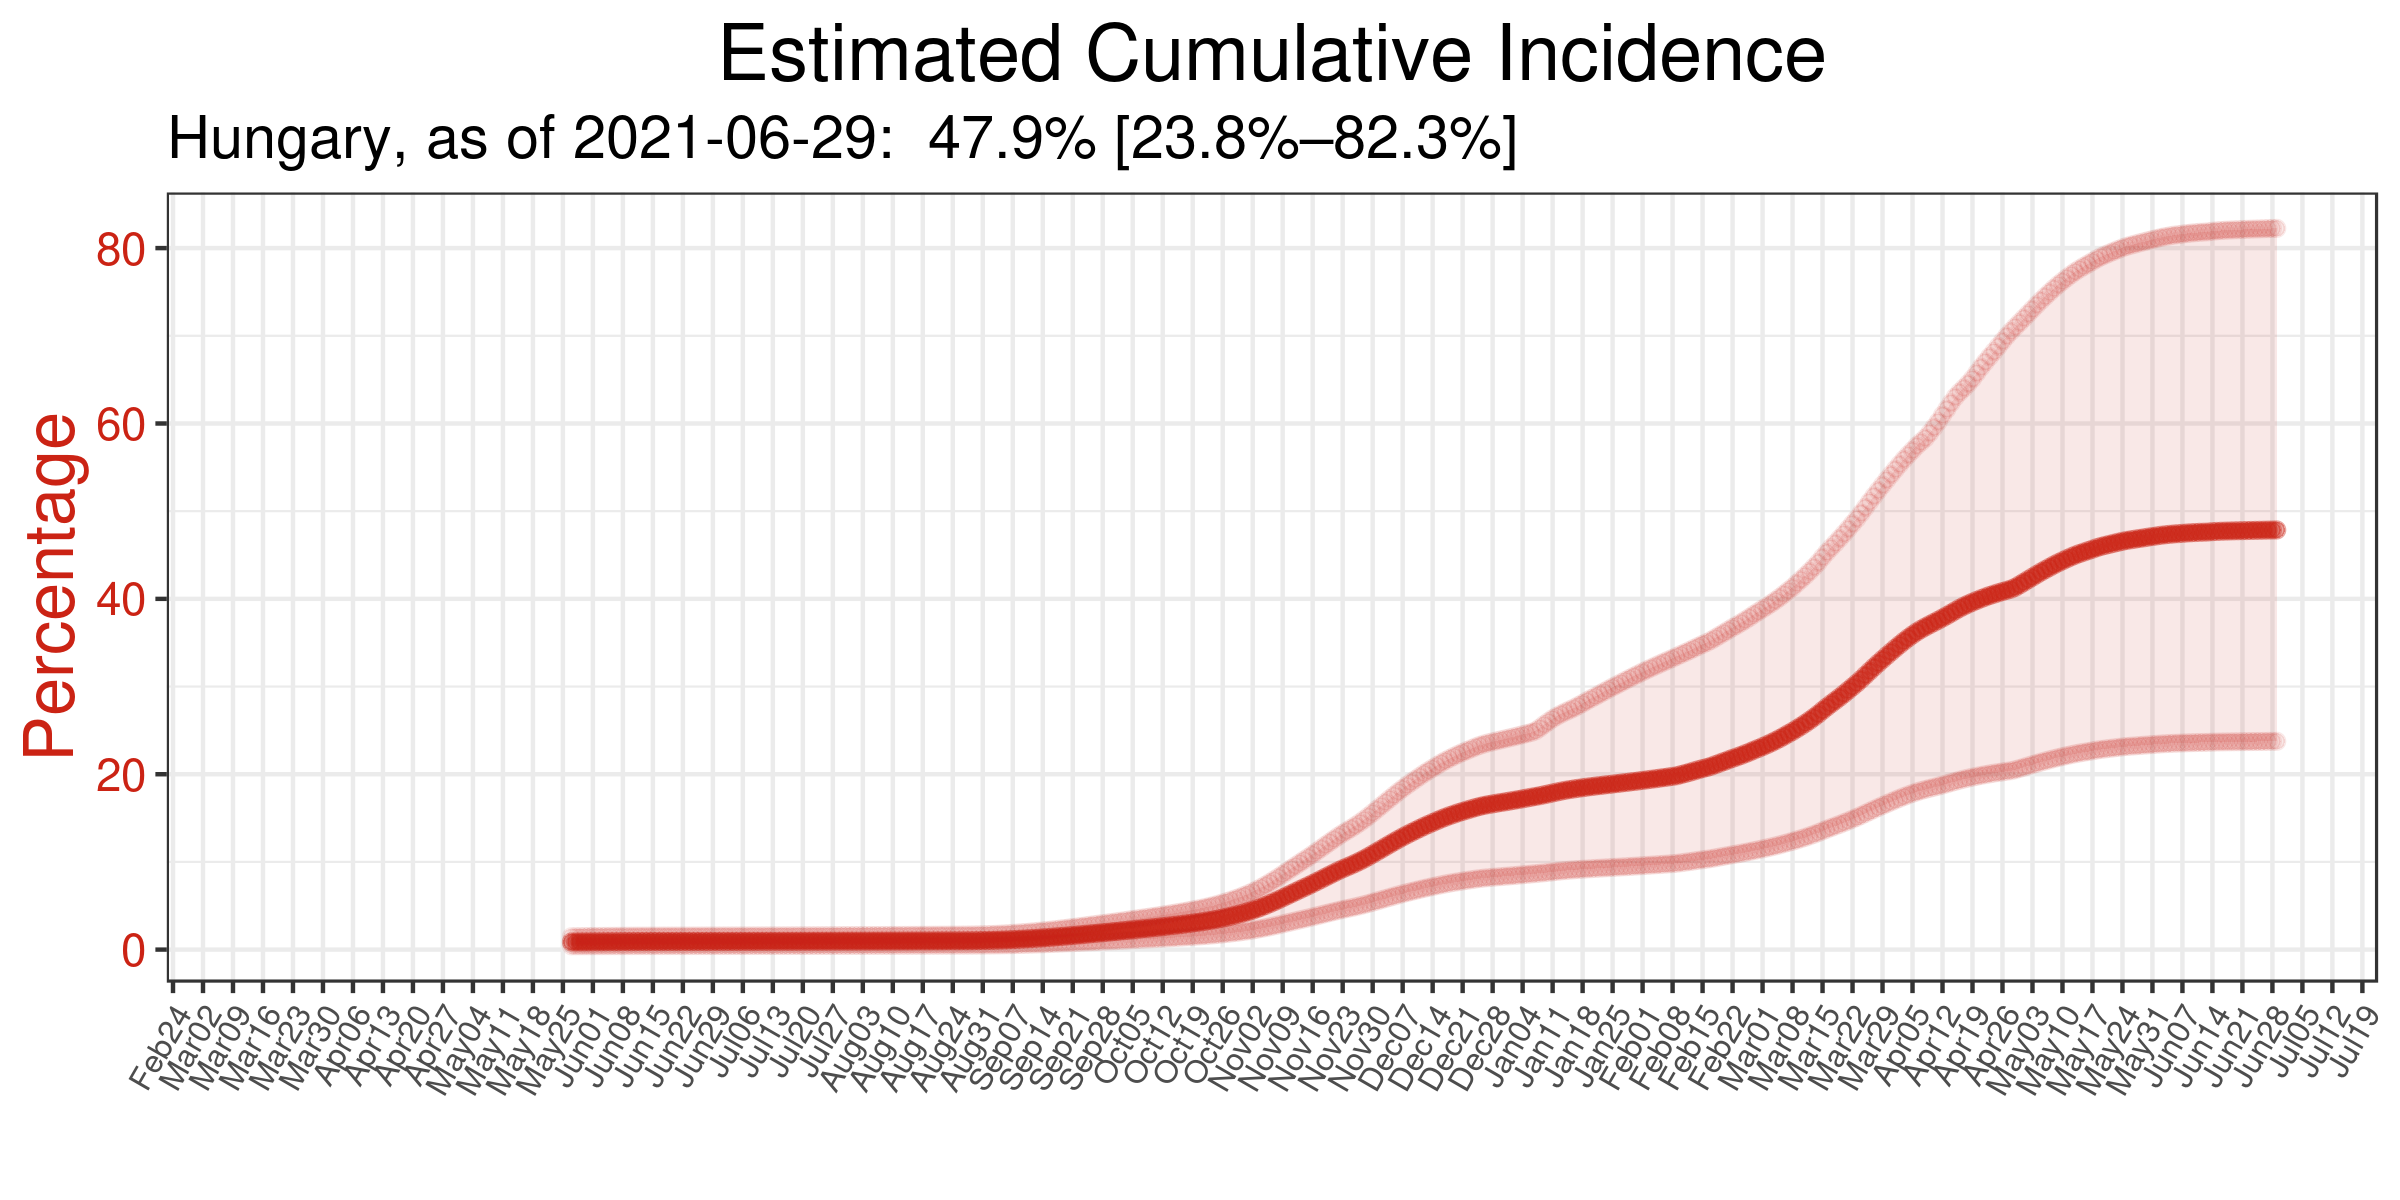 Estimated Cumulative Incidence
Hungary, as of 2021-06-29:  47.9% [23.8%–82.3%]
Percentage
80
60
40
20
0
Feb24
Mar02
Mar09
Mar16
Mar23
Mar30
Apr06
Apr13
Apr20
Apr27
May04
May11
May18
May25
Jun01
Jun08
Jun15
Jun22
Jun29
Jul06
Jul13
Jul20
Jul27
Aug03
Aug10
Aug17
Aug24
Aug31
Sep07
Sep14
Sep21
Sep28
Oct05
Oct12
Oct19
Oct26
Nov02
Nov09
Nov16
Nov23
Nov30
Dec07
Dec14
Dec21
Dec28
Jan04
Jan11
Jan18
Jan25
Feb01
Feb08
Feb15
Feb22
Mar01
Mar08
Mar15
Mar22
Mar29
Apr05
Apr12
Apr19
Apr26
May03
May10
May17
May24
May31
Jun07
Jun14
Jun21
Jun28
Jul05
Jul12
Jul19